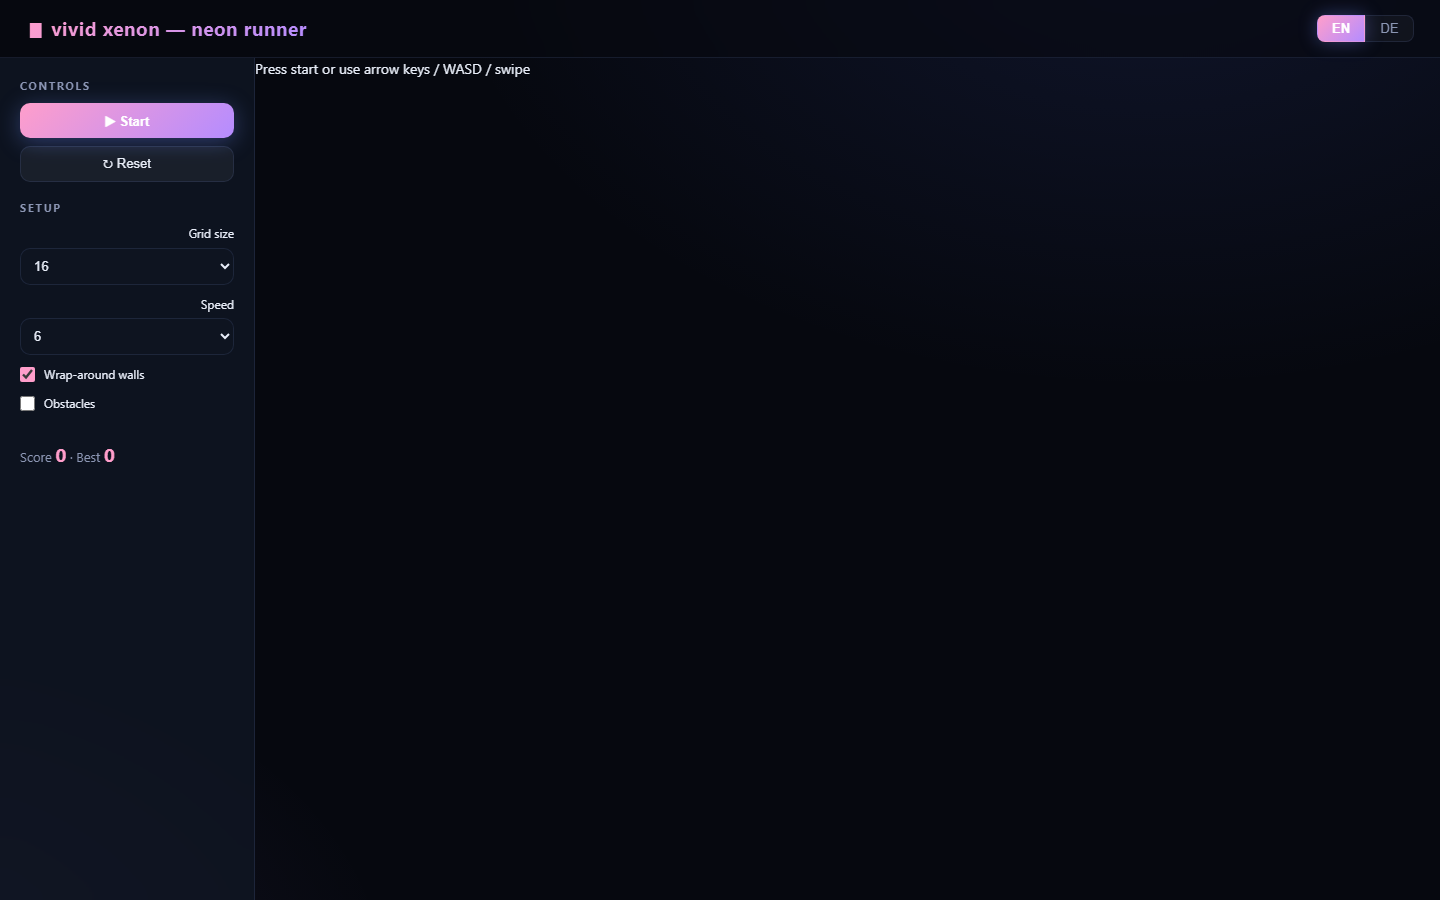 vivid xenon — neon runner
EN DE
CONTROLS
▶ Start
↻ Reset
SETUP
Grid size
16
Speed
6
Wrap-around walls
Obstacles
Score 0 · Best 0
Press start or use arrow keys / WASD / swipe